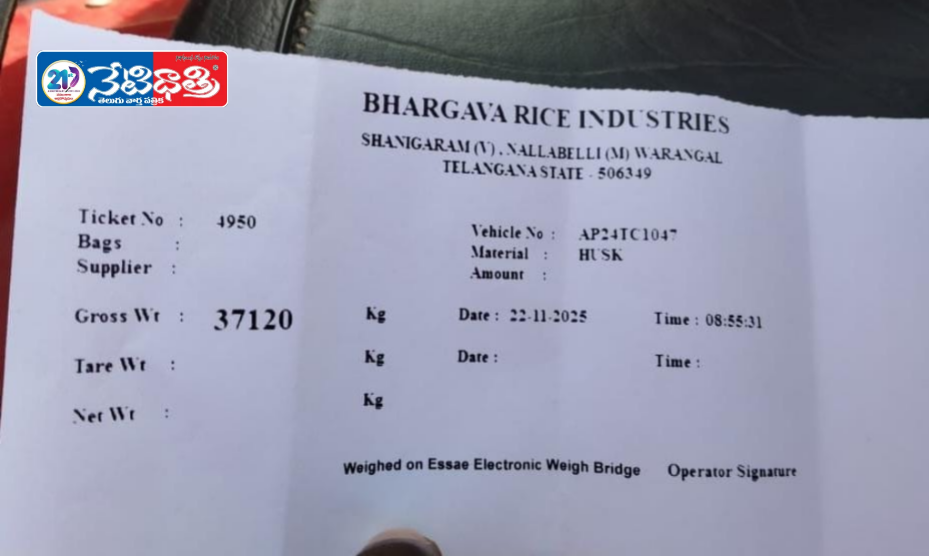 నేటిధాత్రి
తెలుగు వార్తా పత్రిక
BHARGAVA RICE INDUSTRIES
SHANIGARAM (V) , NALLABELLI (M) WARANGAL
TELANGANA STATE - 506349
Ticket No : 4950
Bags :
Supplier :
Vehicle No : AP24TC1047
Material : HUSK
Amount :
Gross Wt : 37120 Kg Date : 22-11-2025 Time : 08:55:31
Tare Wt : Kg Date : Time :
Net Wt : Kg
Weighed on Essae Electronic Weigh Bridge Operator Signature